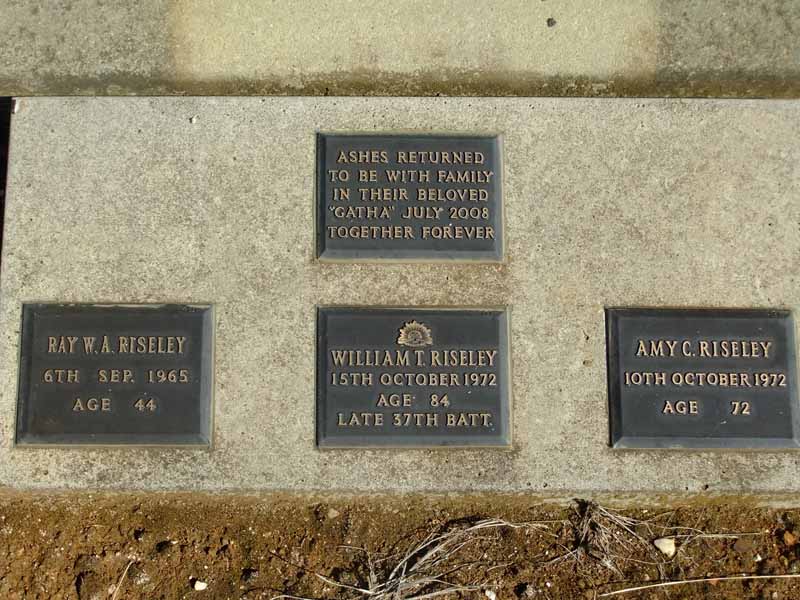 ASHES RETURNED
TO BE WITH FAMILY
IN THEIR BELOVED
"GATHA" JULY 2008
TOGETHER FOREVER
RAY W. A. RISELEY
6TH SEP. 1965
AGE 44
WILLIAM T. RISELEY
15TH OCTOBER 1972
AGE 84
LATE 37TH BATT.
AMY C. RISELEY
10TH OCTOBER 1972
AGE 72